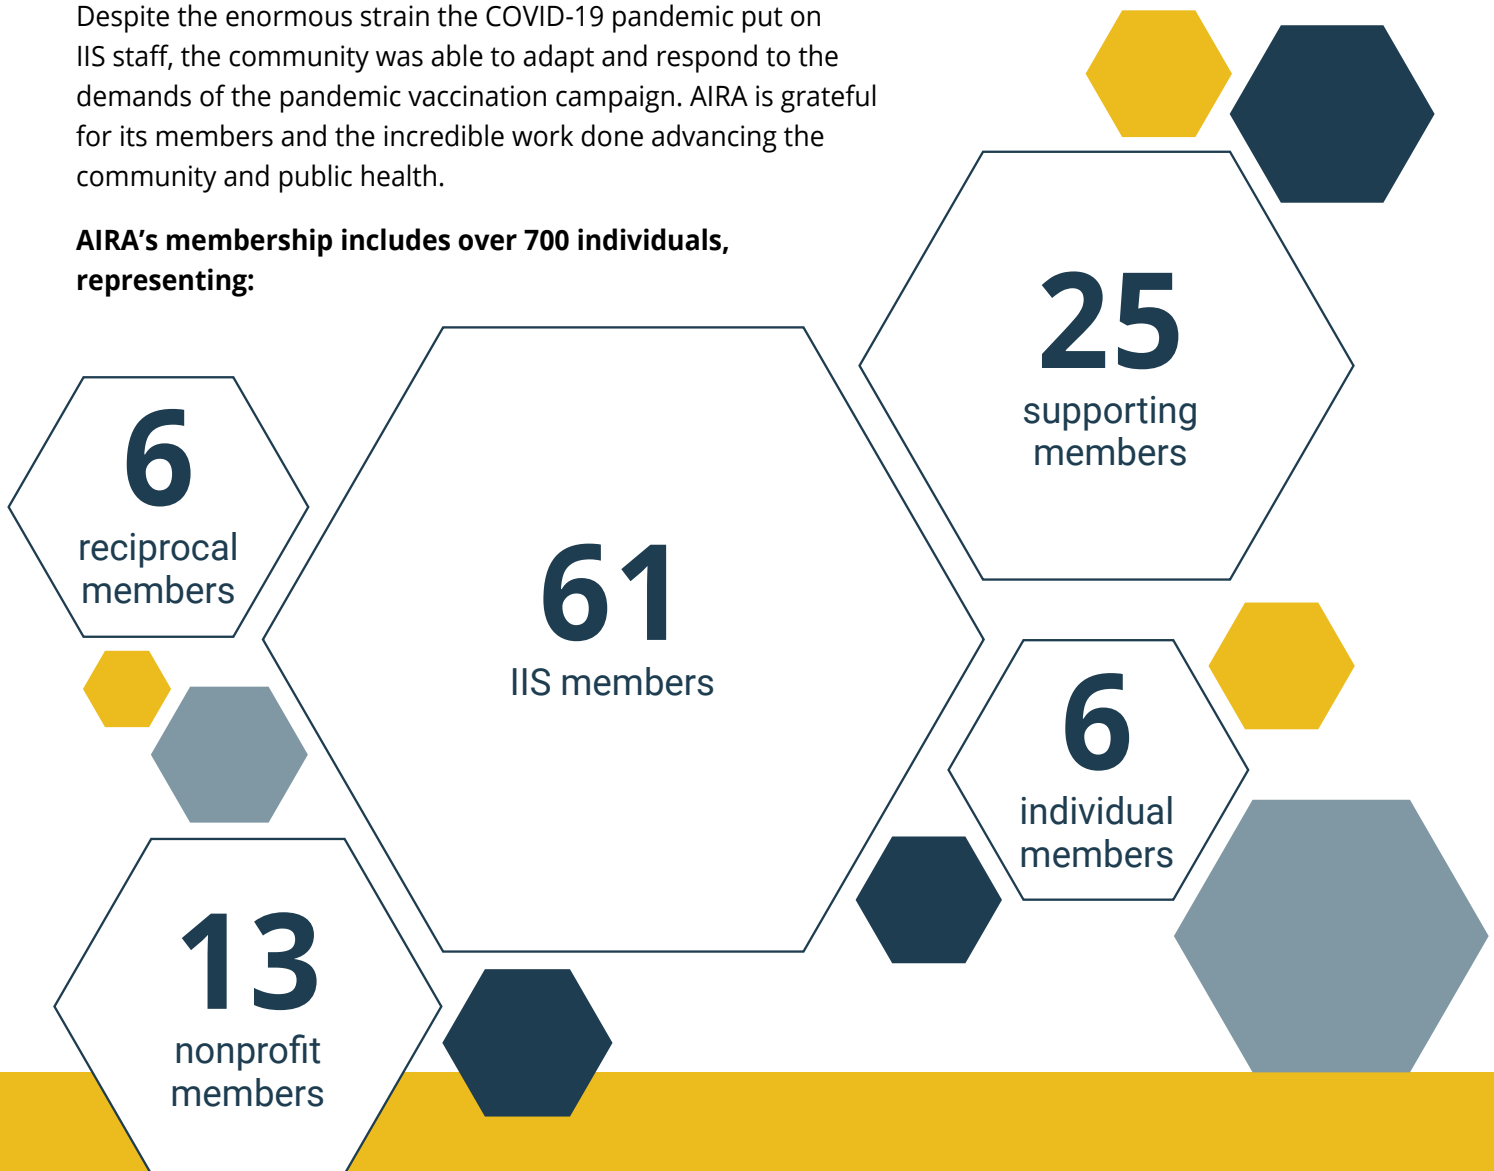 Despite the enormous strain the COVID-19 pandemic put on
IIS staff, the community was able to adapt and respond to the
demands of the pandemic vaccination campaign. AIRA is grateful
for its members and the incredible work done advancing the
community and public health.
AIRA’s membership includes over 700 individuals,
representing:
25
supporting
members
6
reciprocal
members
61
IIS members
6
individual
members
13
nonprofit
members